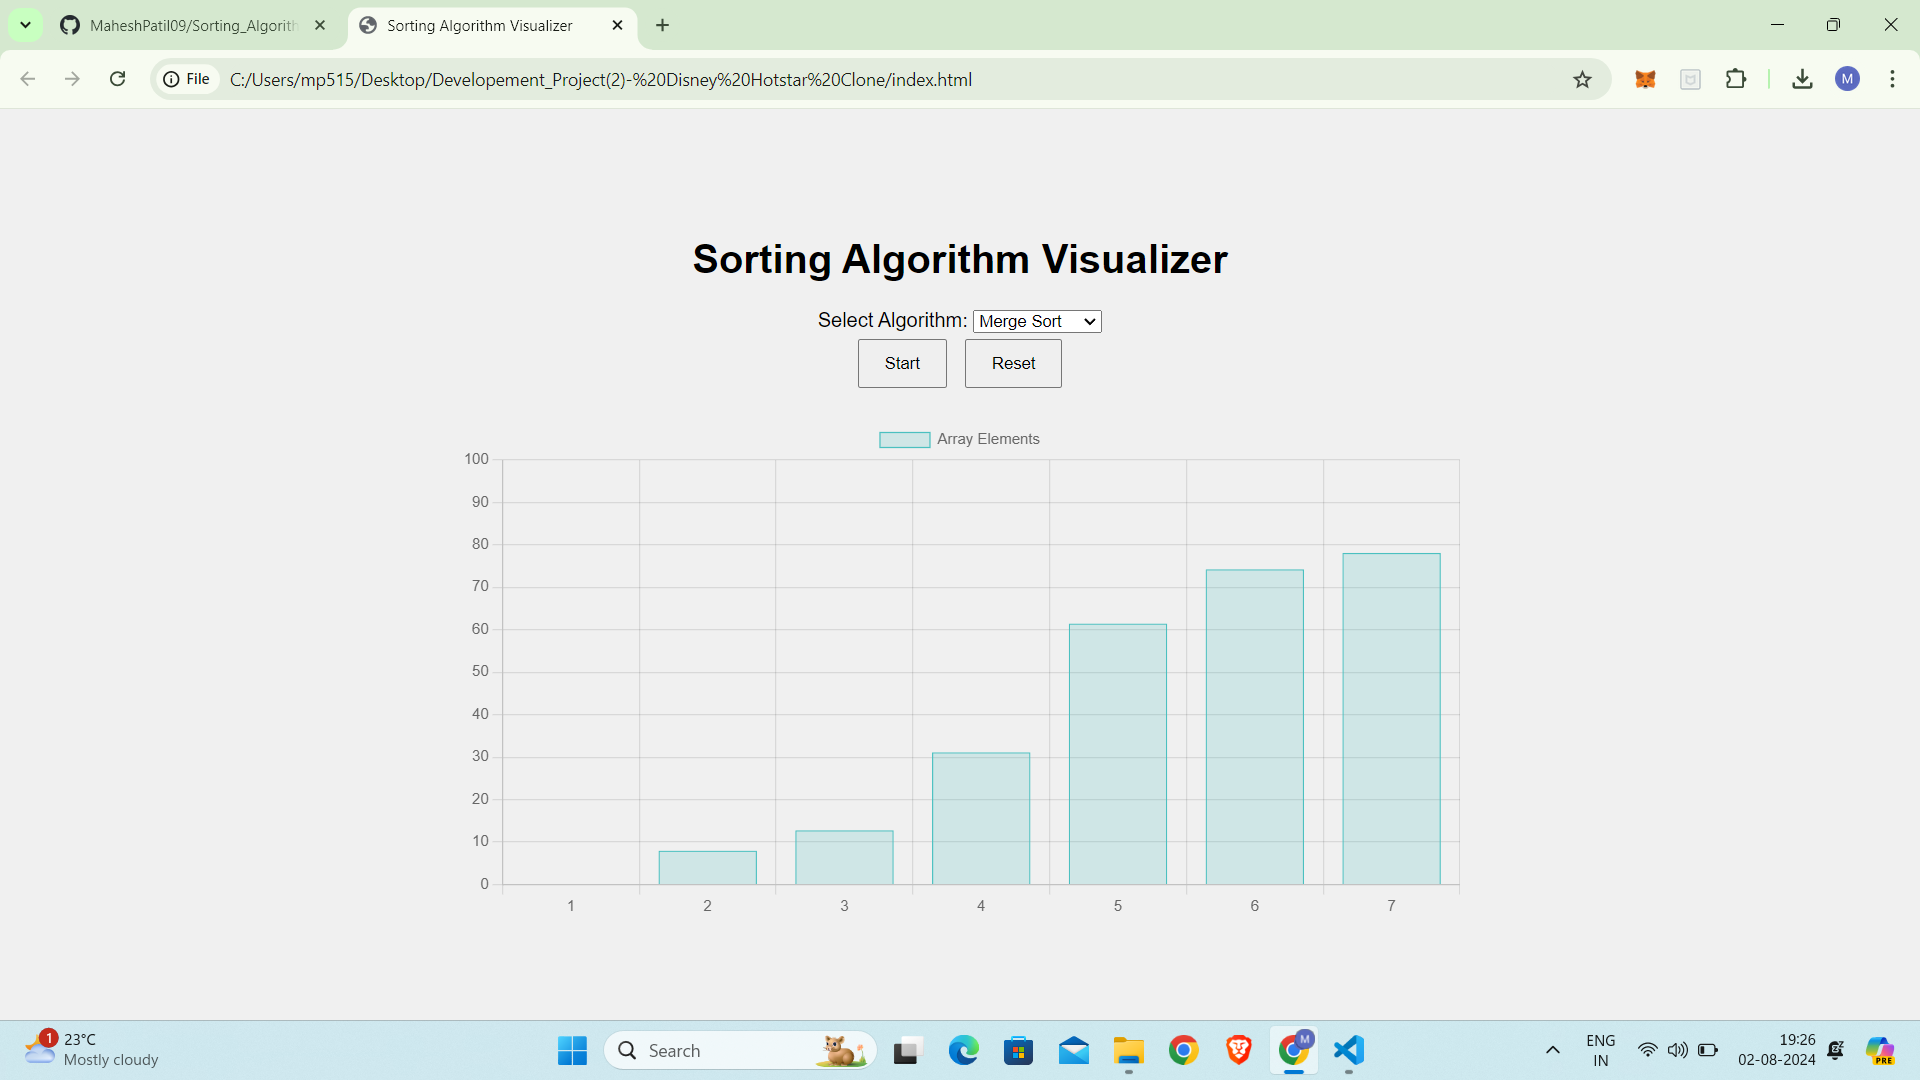 MaheshPatil09/Sorting_Algorith
Sorting Algorithm Visualizer
File
C:/Users/mp515/Desktop/Developement_Project(2)-%20Disney%20Hotstar%20Clone/index.html
M
Sorting Algorithm Visualizer
Select Algorithm: Merge Sort
Start Reset
Array Elements
100
90
80
70
60
50
40
30
20
10
0
1 2 3 4 5 6 7
1
23°C
Mostly cloudy
Search
M
ENG
IN
19:26
02-08-2024
PRE